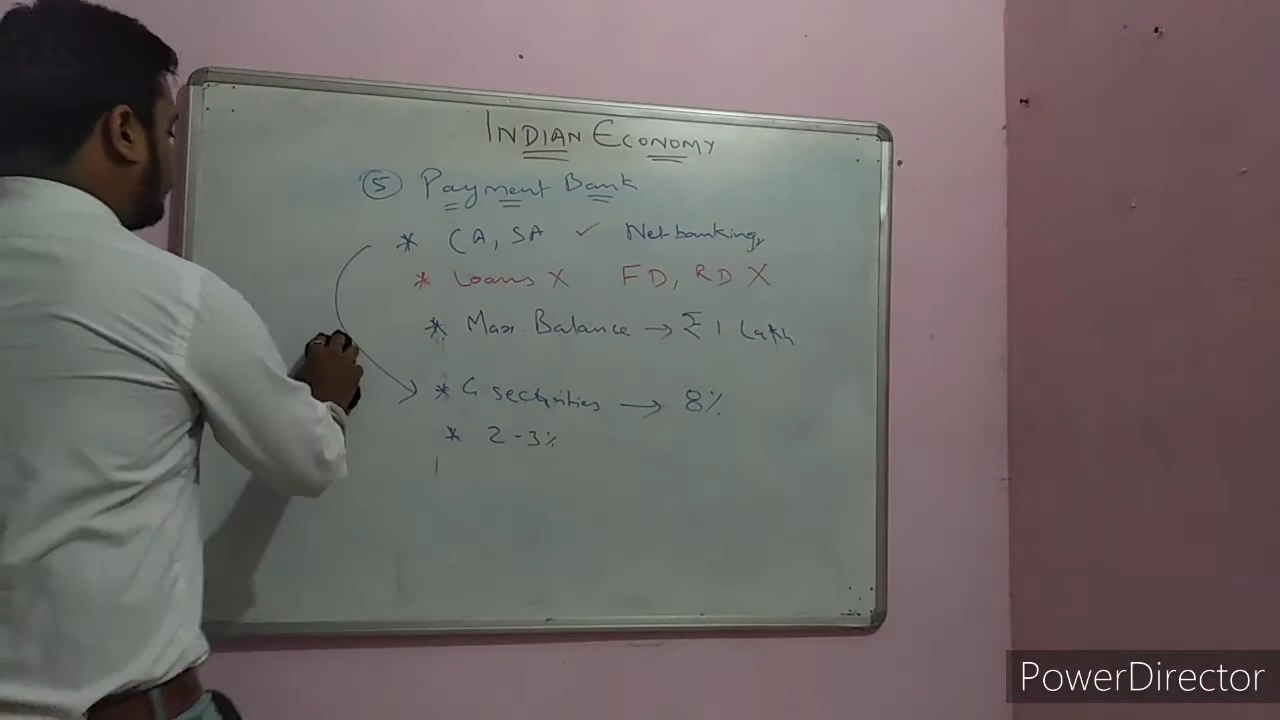 INDIAN ECONOMY
⑤ Payment Bank
* CA, SA ✓ Net-banking,
* Loans X FD, RD X
* Max. Balance → ₹ 1 Lakh
* G securities → 8%
* 2-3%
PowerDirector